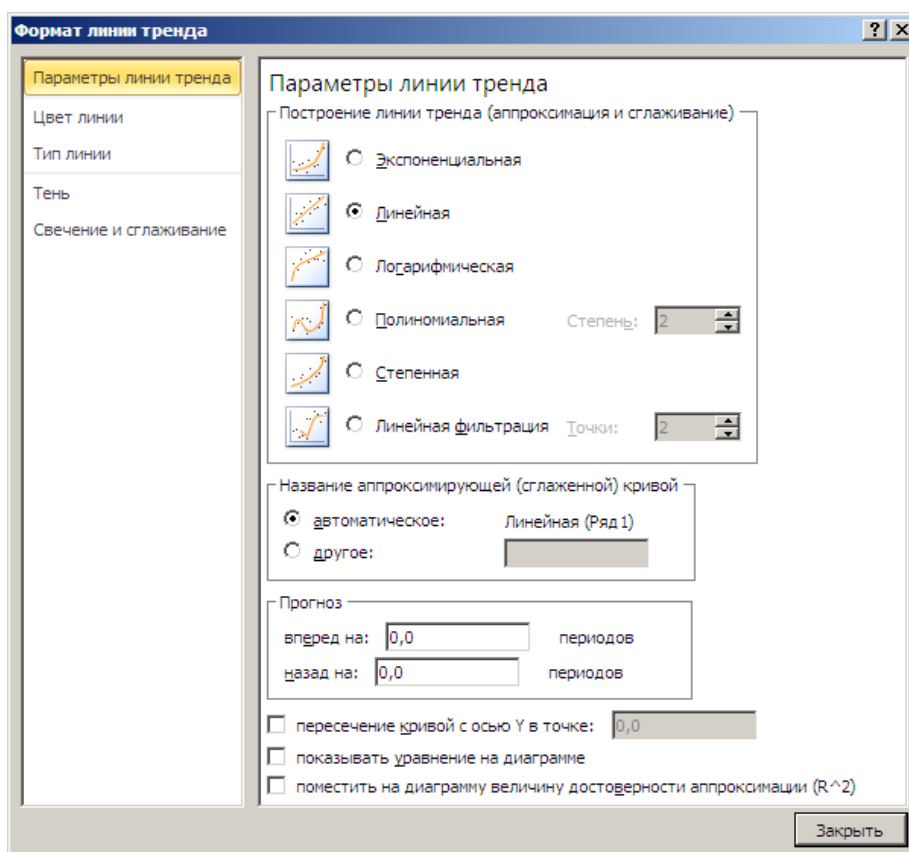 Формат линии тренда
Параметры линии тренда
Цвет линии
Тип линии
Тень
Свечение и сглаживание
Параметры линии тренда
Построение линии тренда (аппроксимация и сглаживание)
Экспоненциальная
Линейная
Логарифмическая
Полиномиальная Степень: 2
Степенная
Линейная фильтрация Точки: 2
Название аппроксимирующей (сглаженной) кривой
автоматическое: Линейная (Ряд1)
другое:
Прогноз
вперед на: 0,0 периодов
назад на: 0,0 периодов
пересечение кривой с осью Y в точке: 0,0
показывать уравнение на диаграмме
поместить на диаграмму величину достоверности аппроксимации (R^2)
Закрыть